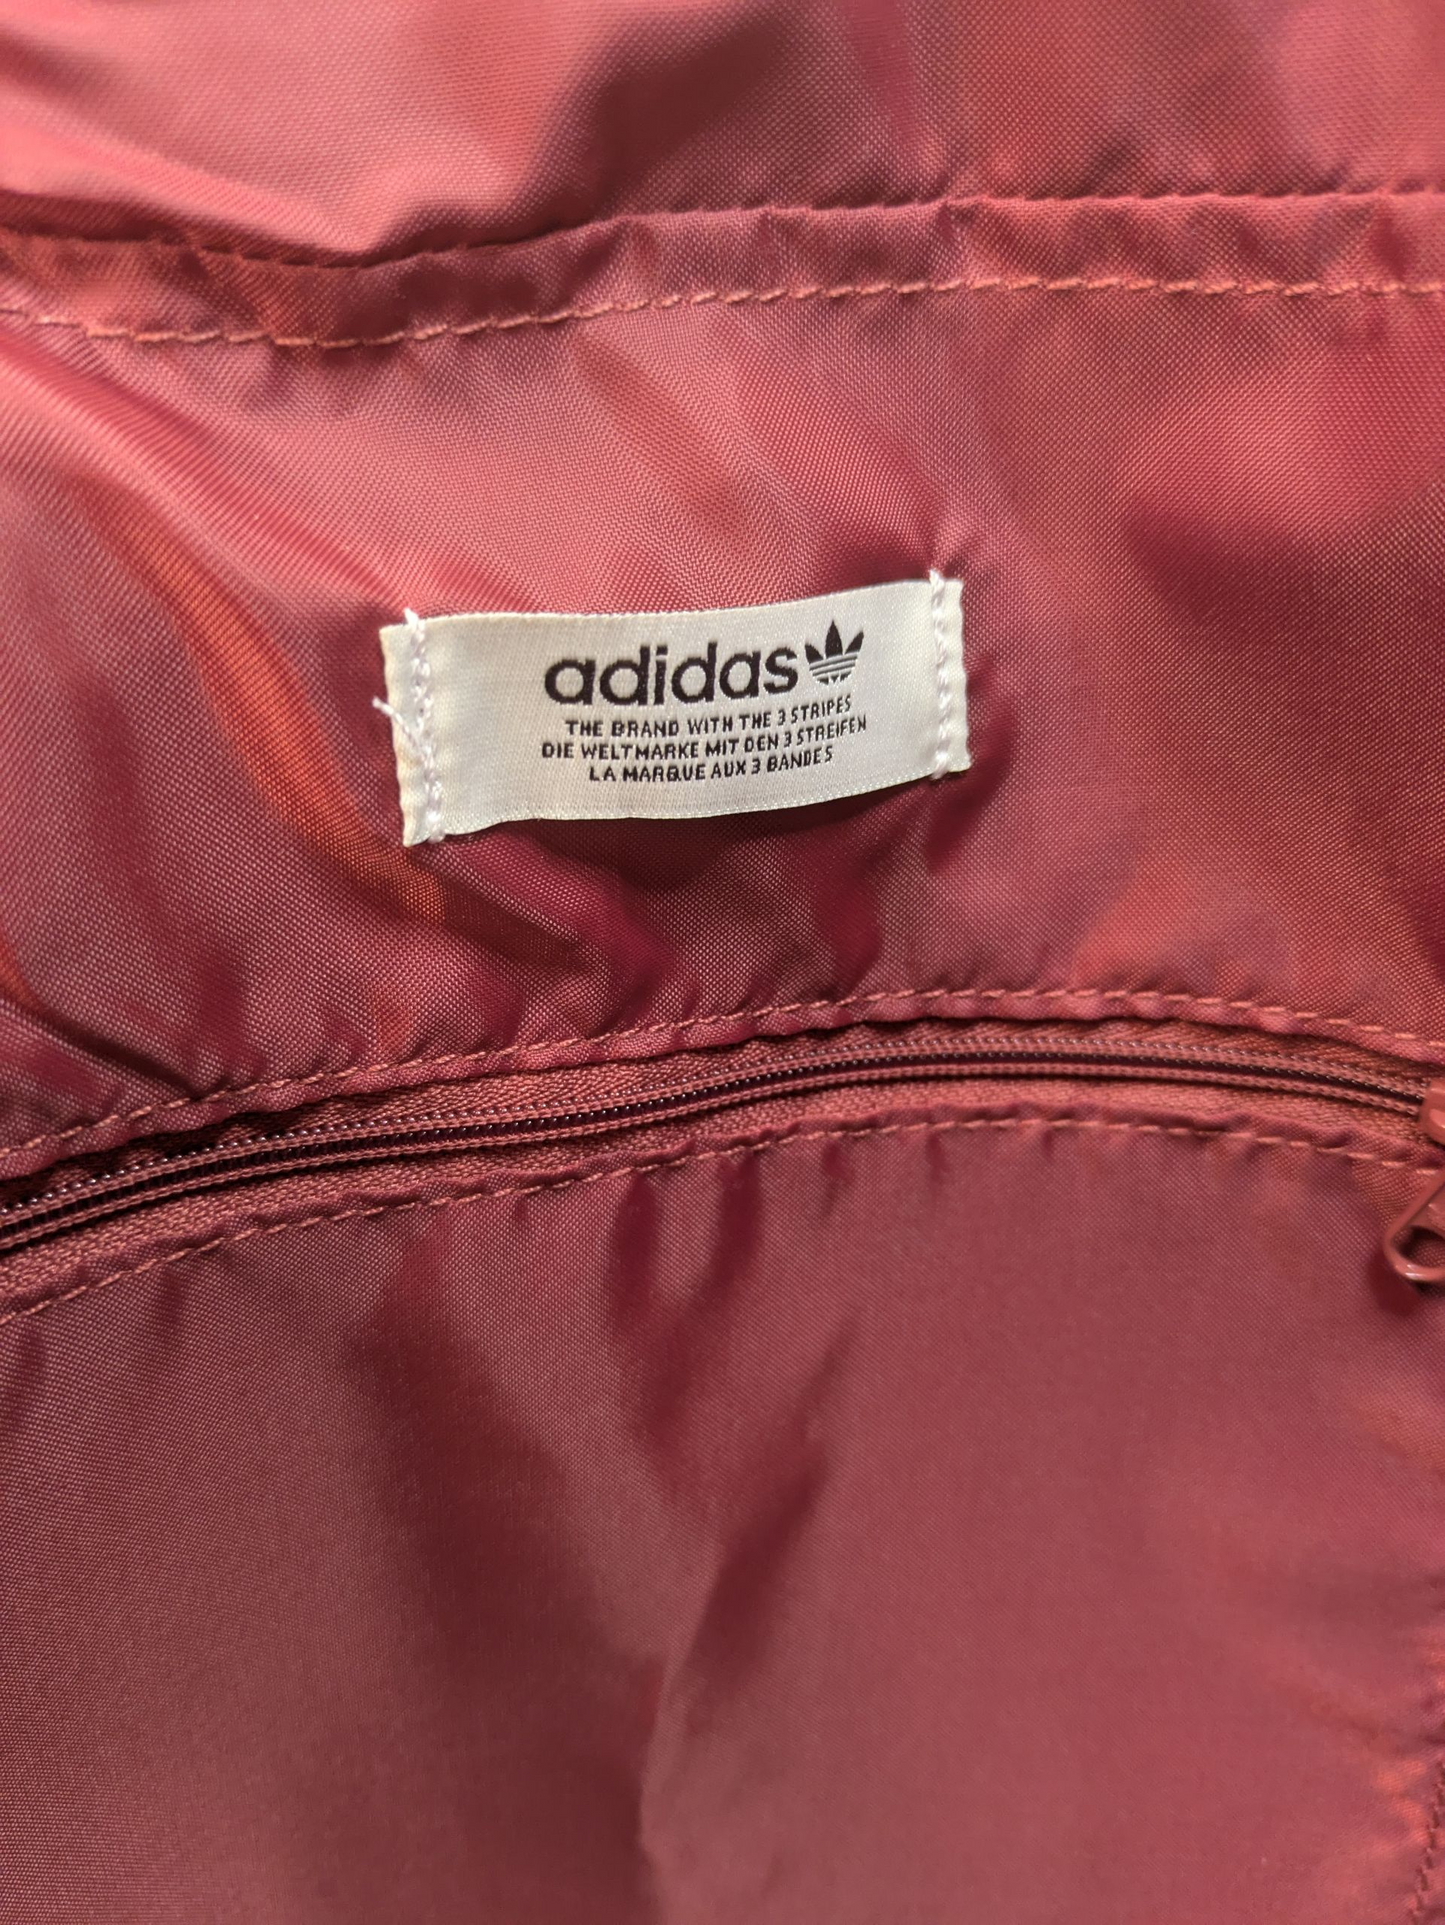 adidas
THE BRAND WITH THE 3 STRIPES
DIE WELTMARKE MIT DEN 3 STREIFEN
LA MARQUE AUX 3 BANDES